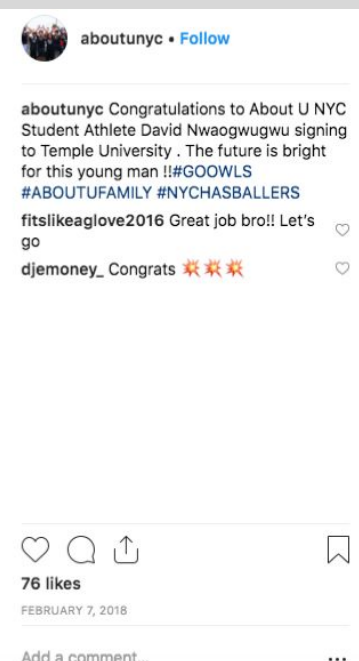 aboutunyc • Follow
aboutunyc Congratulations to About U NYC
Student Athlete David Nwaogwugwu signing
to Temple University . The future is bright
for this young man !!#GOOWLS
#ABOUTUFAMILY #NYCHASBALLERS
fitslikeaglove2016 Great job bro!! Let's
go
djemoney_ Congrats 💥💥💥
76 likes
FEBRUARY 7, 2018
Add a comment...